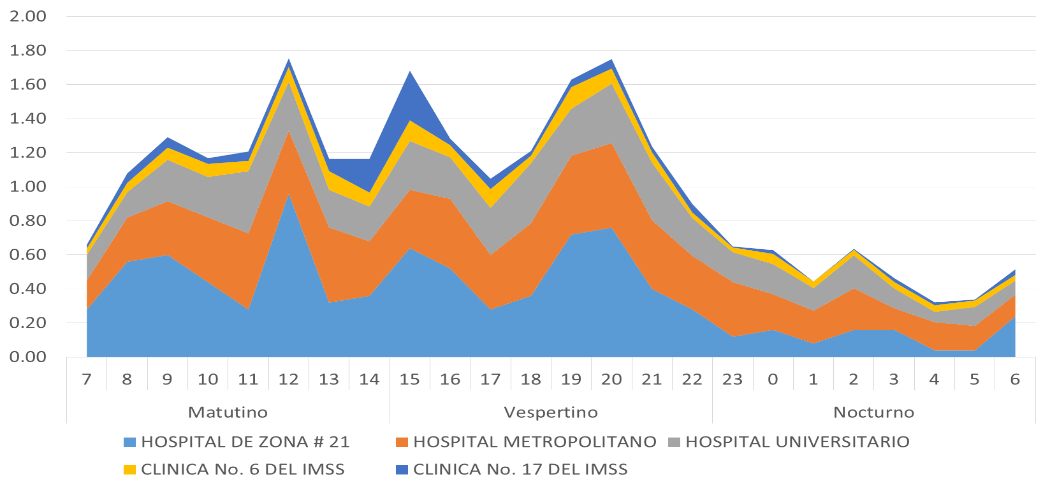 2.00
1.80
1.60
1.40
1.20
1.00
0.80
0.60
0.40
0.20
0.00
7 8 9 10 11 12 13 14 15 16 17 18 19 20 21 22 23 0 1 2 3 4 5 6
Matutino Vespertino Nocturno
HOSPITAL DE ZONA # 21 HOSPITAL METROPOLITANO HOSPITAL UNIVERSITARIO
CLINICA No. 6 DEL IMSS CLINICA No. 17 DEL IMSS